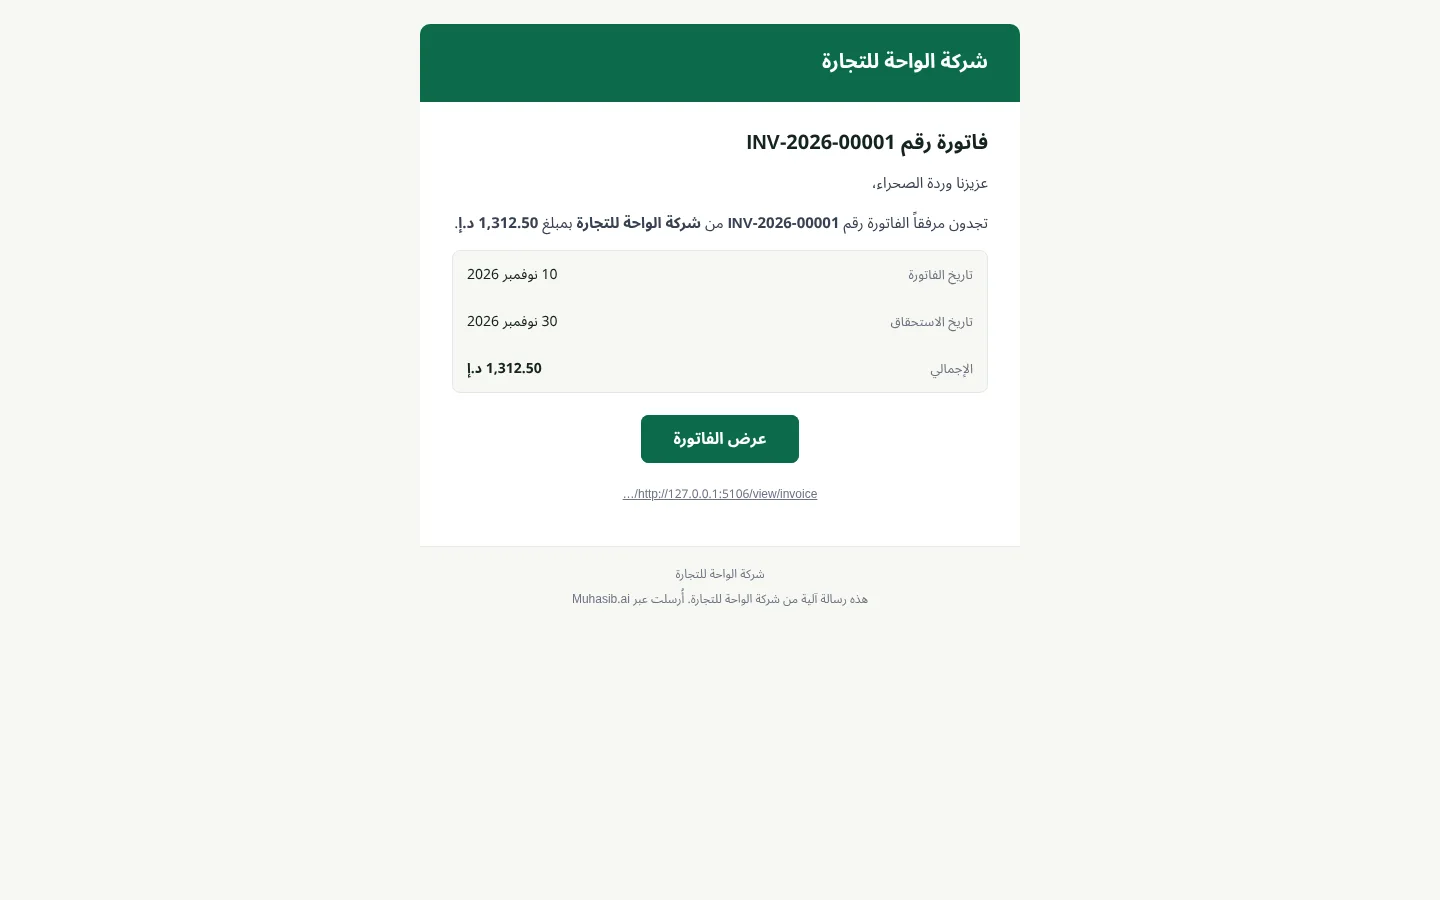 شركة الواحة للتجارة
فاتورة رقم INV-2026-00001
عزيزنا وردة الصحراء،
تجدون مرفقاً الفاتورة رقم INV-2026-00001 من شركة الواحة للتجارة بمبلغ 1,312.50 د.إ.
تاريخ الفاتورة 10 نوفمبر 2026
تاريخ الاستحقاق 30 نوفمبر 2026
الإجمالي 1,312.50 د.إ
عرض الفاتورة
http://127.0.0.1:5106/view/invoice/…
شركة الواحة للتجارة
هذه رسالة آلية من شركة الواحة للتجارة. أُرسلت عبر Muhasib.ai